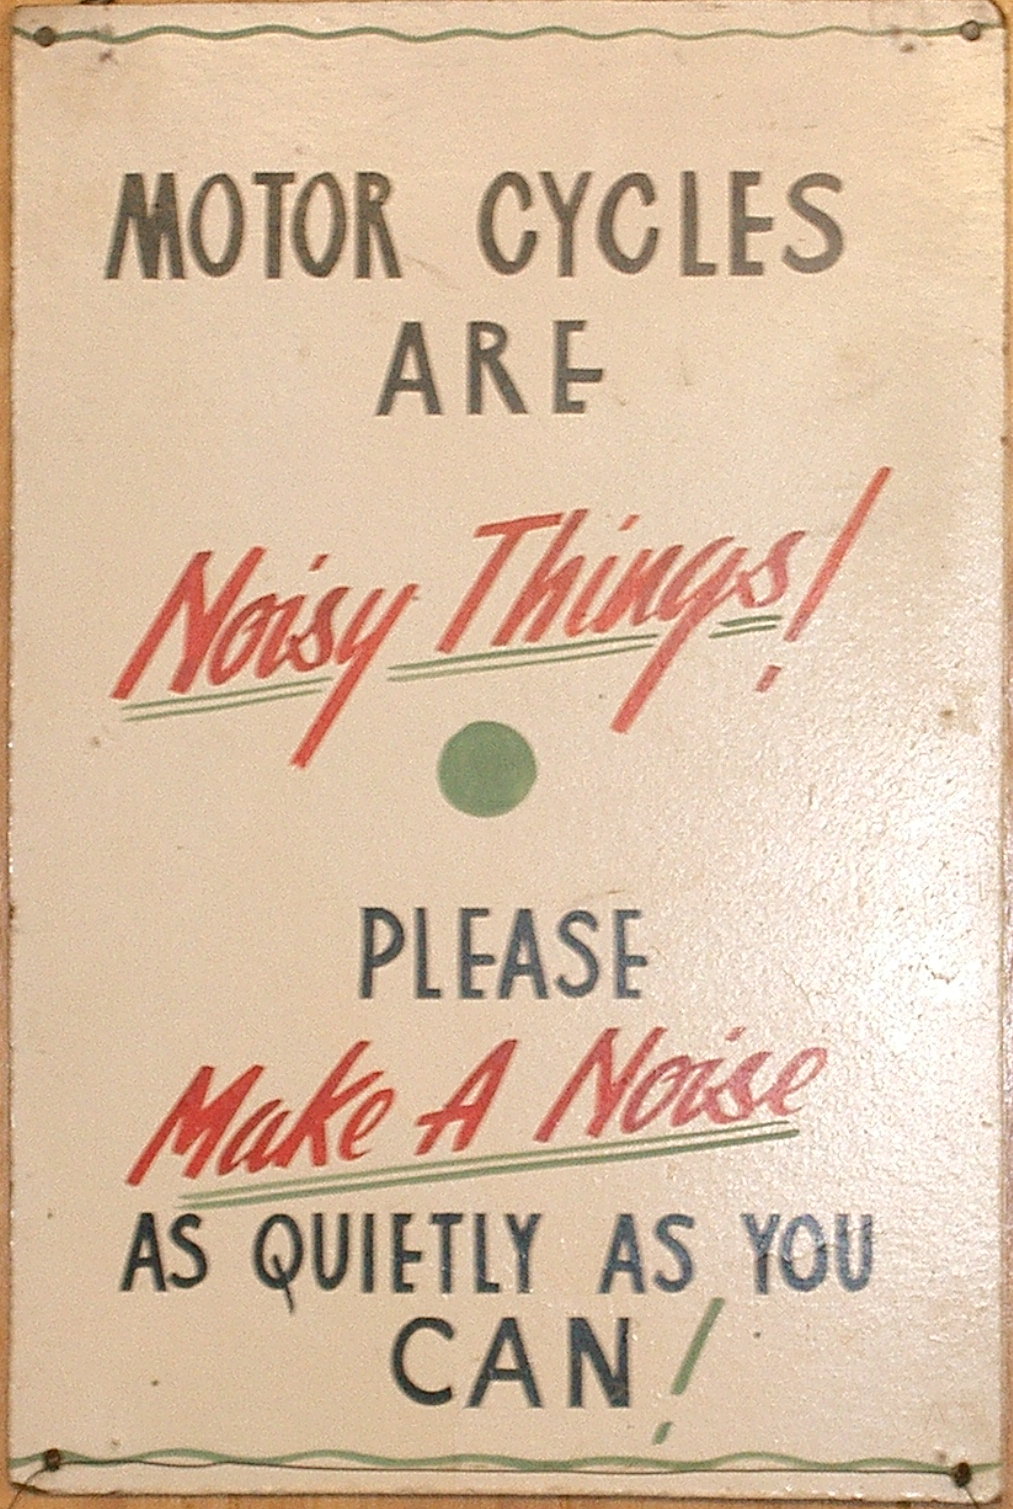 MOTOR CYCLES
ARE
Noisy Things!
PLEASE
Make A Noise
AS QUIETLY AS YOU
CAN!